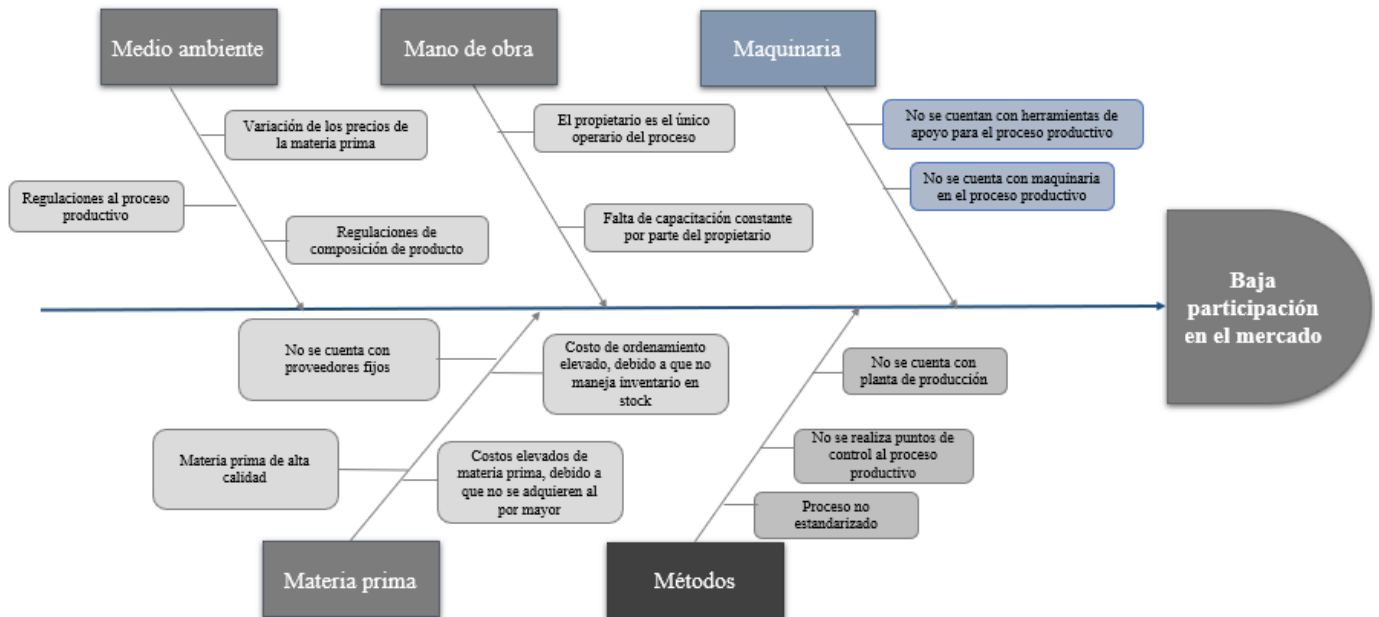 Medio ambiente
Mano de obra
Maquinaria
Variación de los precios de
la materia prima
El propietario es el único
operario del proceso
No se cuentan con herramientas de
apoyo para el proceso productivo
No se cuenta con maquinaria
en el proceso productivo
Regulaciones al proceso
productivo
Regulaciones de
composición de producto
Falta de capacitación constante
por parte del propietario
Baja
participación
en el mercado
No se cuenta con
proveedores fijos
Costo de ordenamiento
elevado, debido a que no
maneja inventario en
stock
No se cuenta con
planta de producción
Materia prima de alta
calidad
Costos elevados de
materia prima, debido a
que no se adquieren al
por mayor
No se realiza puntos de
control al proceso
productivo
Proceso no
estandarizado
Materia prima
Métodos